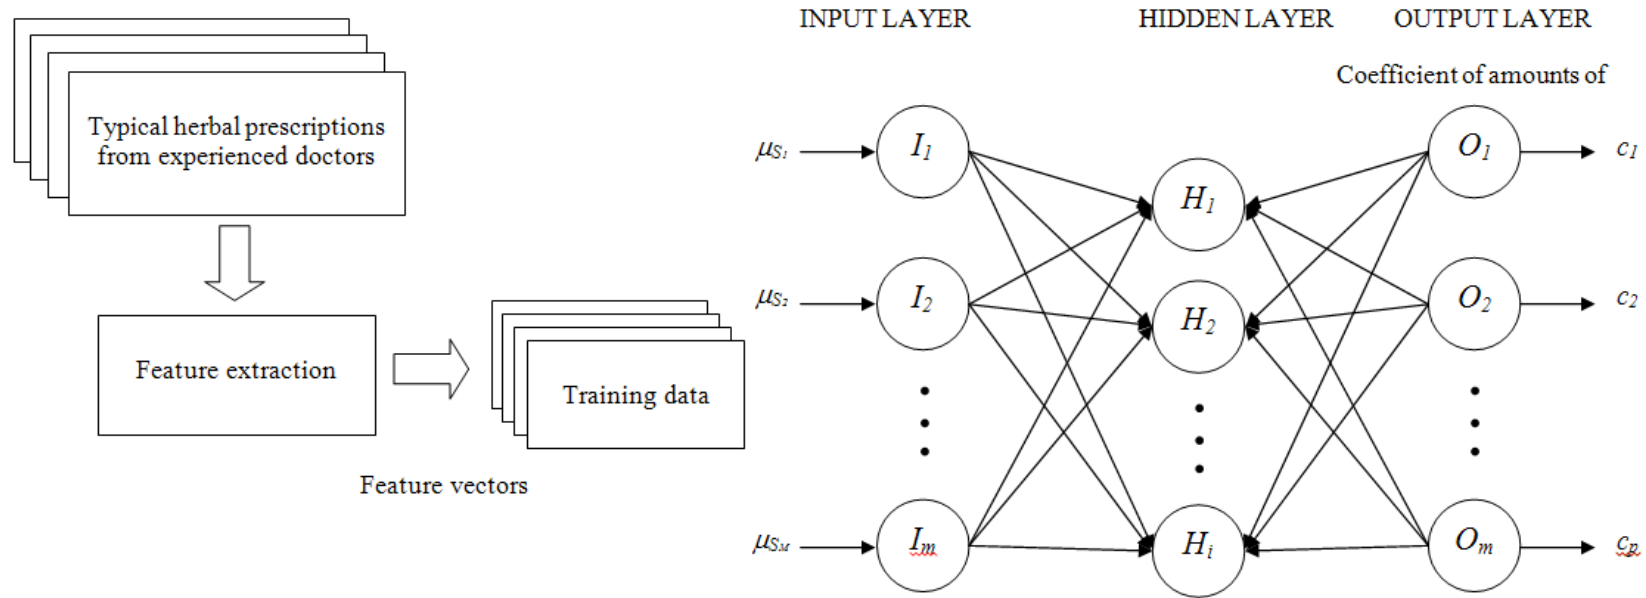 Typical herbal prescriptions
from experienced doctors
Feature extraction
Training data
Feature vectors
INPUT LAYER
HIDDEN LAYER
OUTPUT LAYER
Coefficient of amounts of
μS1
I1
H1
O1
c1
μS2
I2
H2
O2
c2
μSM
Im
Hi
Om
cp